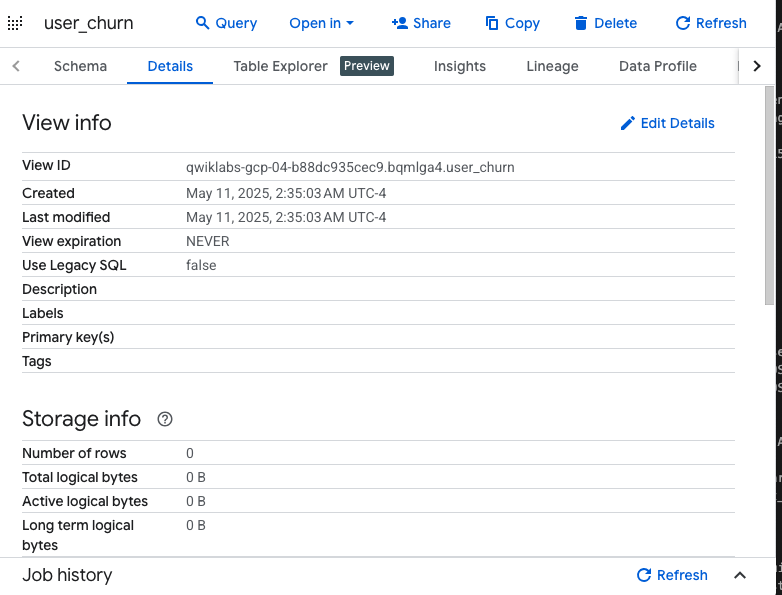 user_churn Query Open in Share Copy Delete Refresh
Schema Details Table Explorer Preview Insights Lineage Data Profile
View info Edit Details
View ID qwiklabs-gcp-04-b88dc935cec9.bqmlga4.user_churn
Created May 11, 2025, 2:35:03 AM UTC-4
Last modified May 11, 2025, 2:35:03 AM UTC-4
View expiration NEVER
Use Legacy SQL false
Description
Labels
Primary key(s)
Tags
Storage info
Number of rows 0
Total logical bytes 0 B
Active logical bytes 0 B
Long term logical 0 B
bytes
Job history Refresh